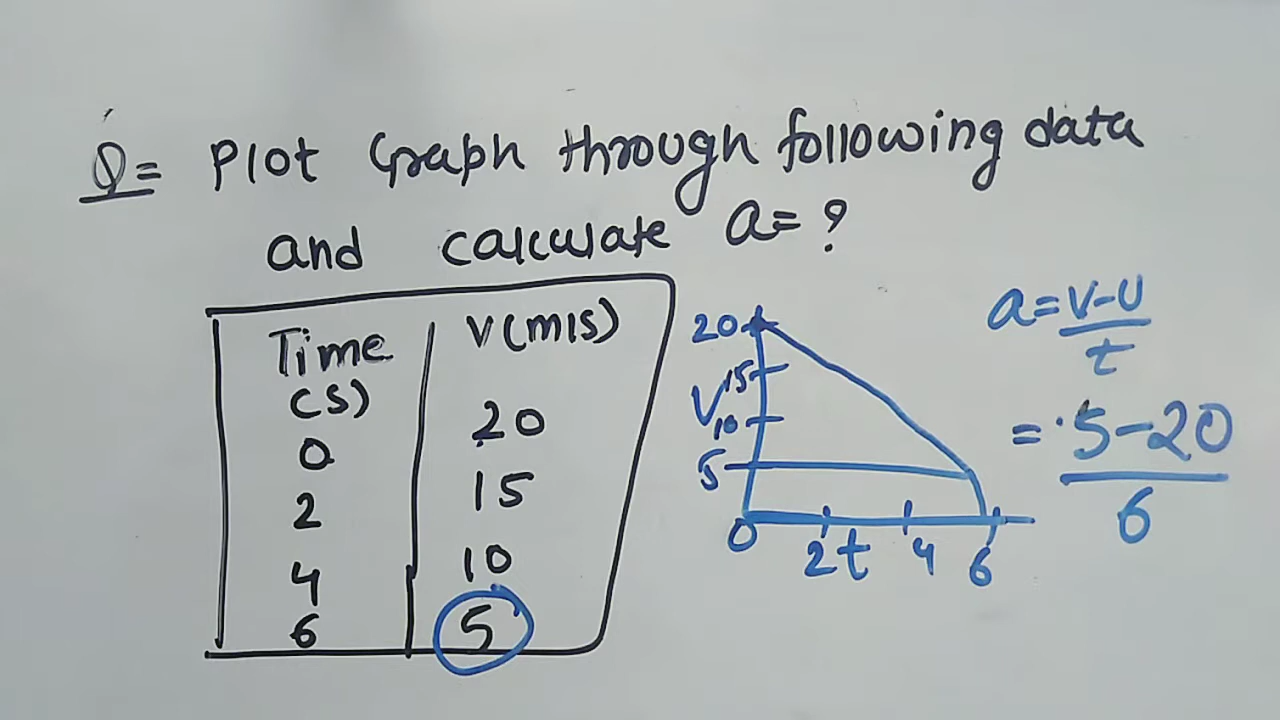 Q= Plot Graph through following data
and calculate a=?
Time V(m/s)
(s)
0 20
2 15
4 10
6 5
20
15
V
10
5
0 2 t 4 6
a=V-U
t
=5-20
6